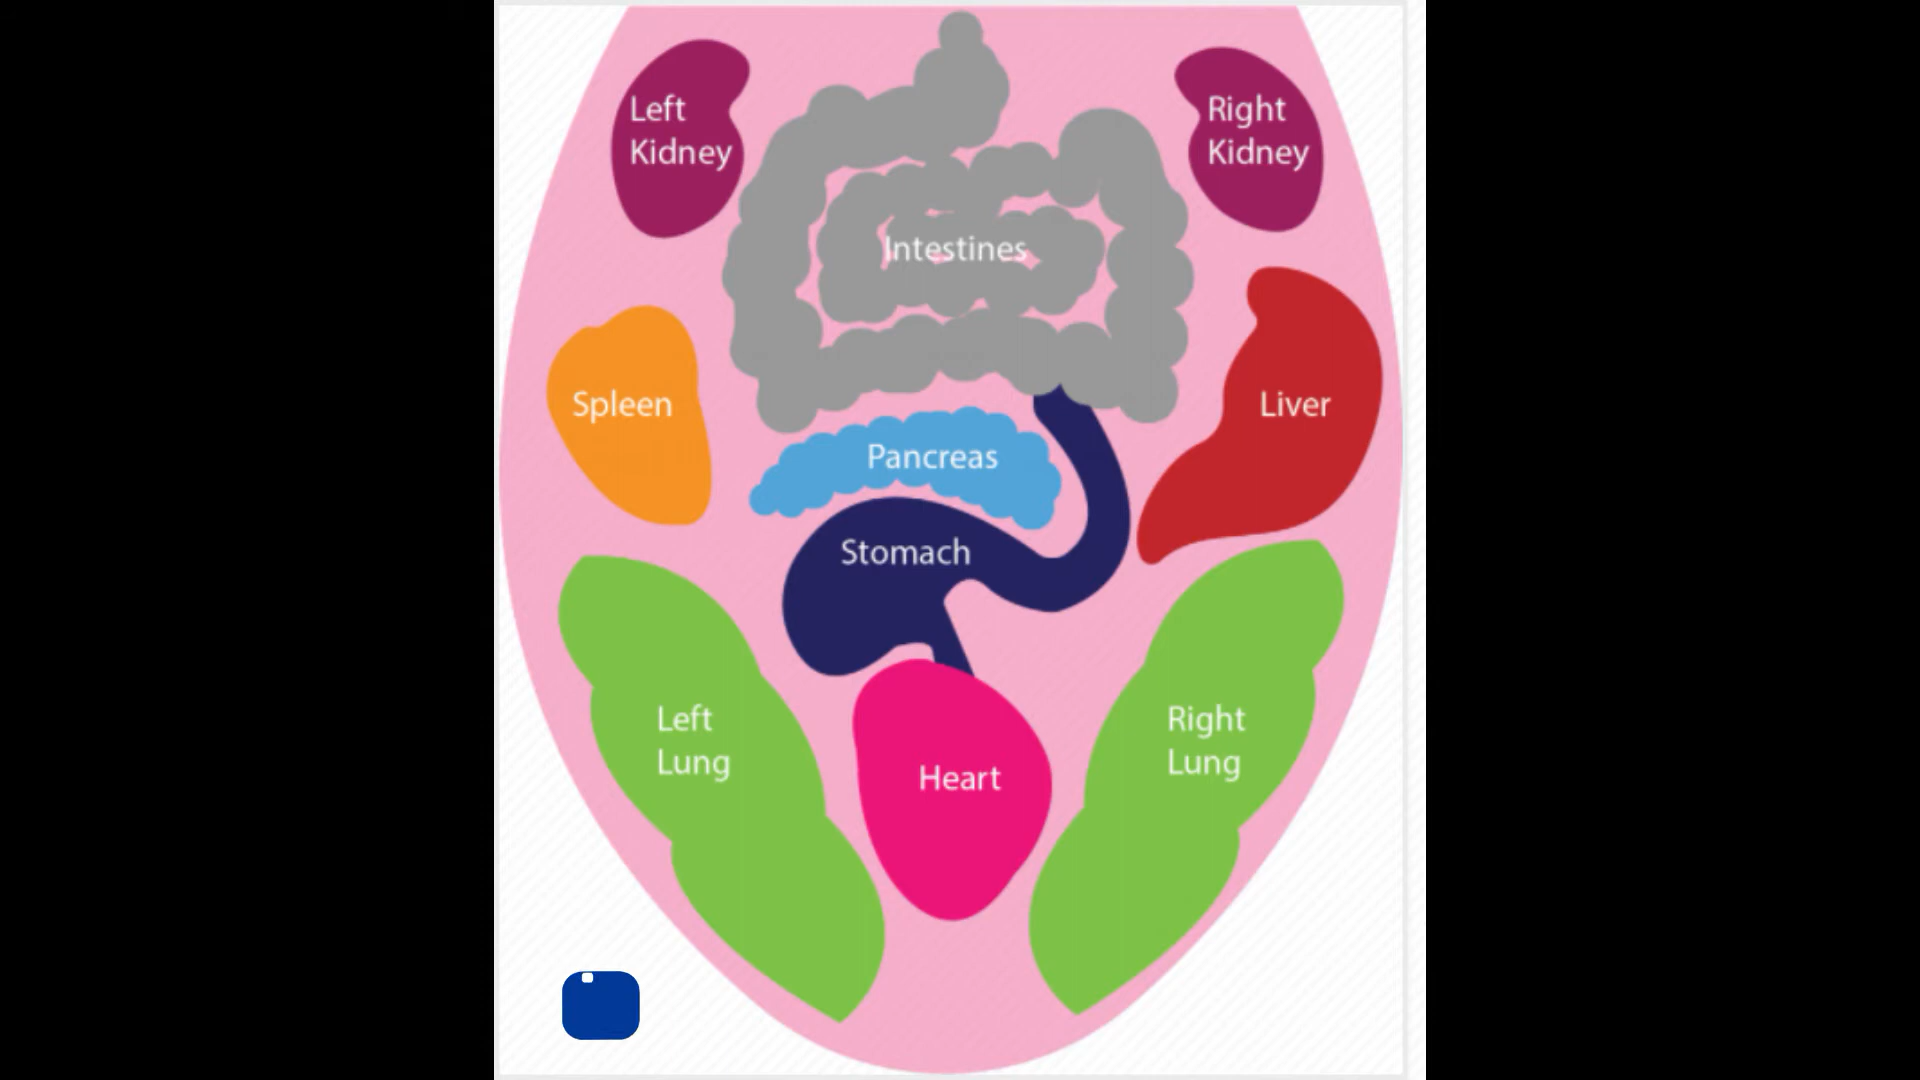 Left
Kidney
Right
Kidney
Intestines
Spleen
Liver
Pancreas
Stomach
Left
Lung
Right
Lung
Heart